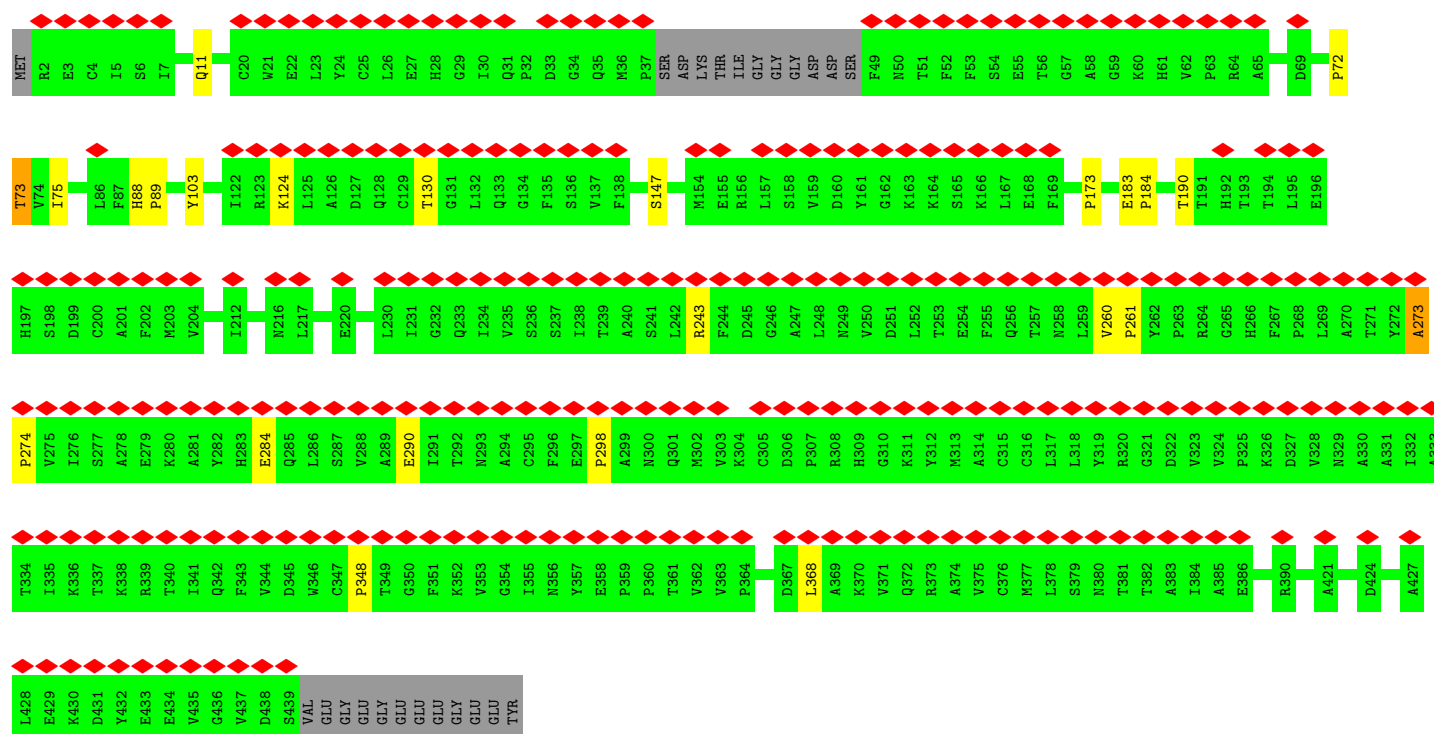 MET R2 E3 C4 I5 S6 I7 Q11 C20 W21 E22 L23 Y24 C25 L26 E27 H28 G29 I30 Q31 P32 D33 G34 Q35 M36 P37 SER ASP LYS THR ILE GLY GLY GLY ASP ASP SER F49 N50 T51 F52 F53 S54 E55 T56 G57 A58 G59 K60 H61 V62 P63 R64 A65 D69 P72
T73 V74 I75 L86 F87 H88 P89 Y103 I122 R123 K124 L125 A126 D127 Q128 C129 T130 G131 L132 Q133 G134 F135 S136 V137 F138 S147 M154 E155 R156 L157 S158 V159 D160 Y161 G162 K163 K164 S165 K166 L167 E168 F169 P173 E183 P184 T190 T191 H192 T193 T194 L195 E196
H197 S198 D199 C200 A201 F202 M203 V204 I212 N216 L217 E220 L230 I231 G232 Q233 I234 V235 S236 S237 I238 T239 A240 S241 L242 R243 F244 D245 G246 A247 L248 N249 V250 D251 L252 T253 E254 F255 Q256 T257 N258 L259 V260 P261 Y262 P263 R264 G265 H266 F267 P268 L269 A270 T271 Y272 A273
P274 V275 I276 S277 A278 E279 K280 A281 Y282 H283 E284 Q285 L286 S287 V288 A289 E290 I291 T292 N293 A294 C295 F296 E297 P298 A299 N300 Q301 M302 V303 K304 C305 D306 P307 R308 H309 G310 K311 Y312 M313 A314 C315 C316 L317 L318 Y319 R320 G321 D322 V323 V324 P325 K326 D327 V328 N329 A330 A331 I332 A333
T334 I335 K336 T337 K338 R339 T340 I341 Q342 F343 V344 D345 W346 C347 P348 T349 G350 F351 K352 V353 G354 I355 N356 Y357 E358 P359 P360 T361 V362 V363 P364 D367 L368 A369 K370 V371 Q372 R373 A374 V375 C376 M377 L378 S379 N380 T381 T382 A383 I384 A385 E386 R390 A421 D424 A427
L428 E429 K430 D431 Y432 E433 E434 V435 G436 V437 D438 S439 VAL GLU GLY GLU GLY GLU GLU GLU GLY GLU GLU TYR